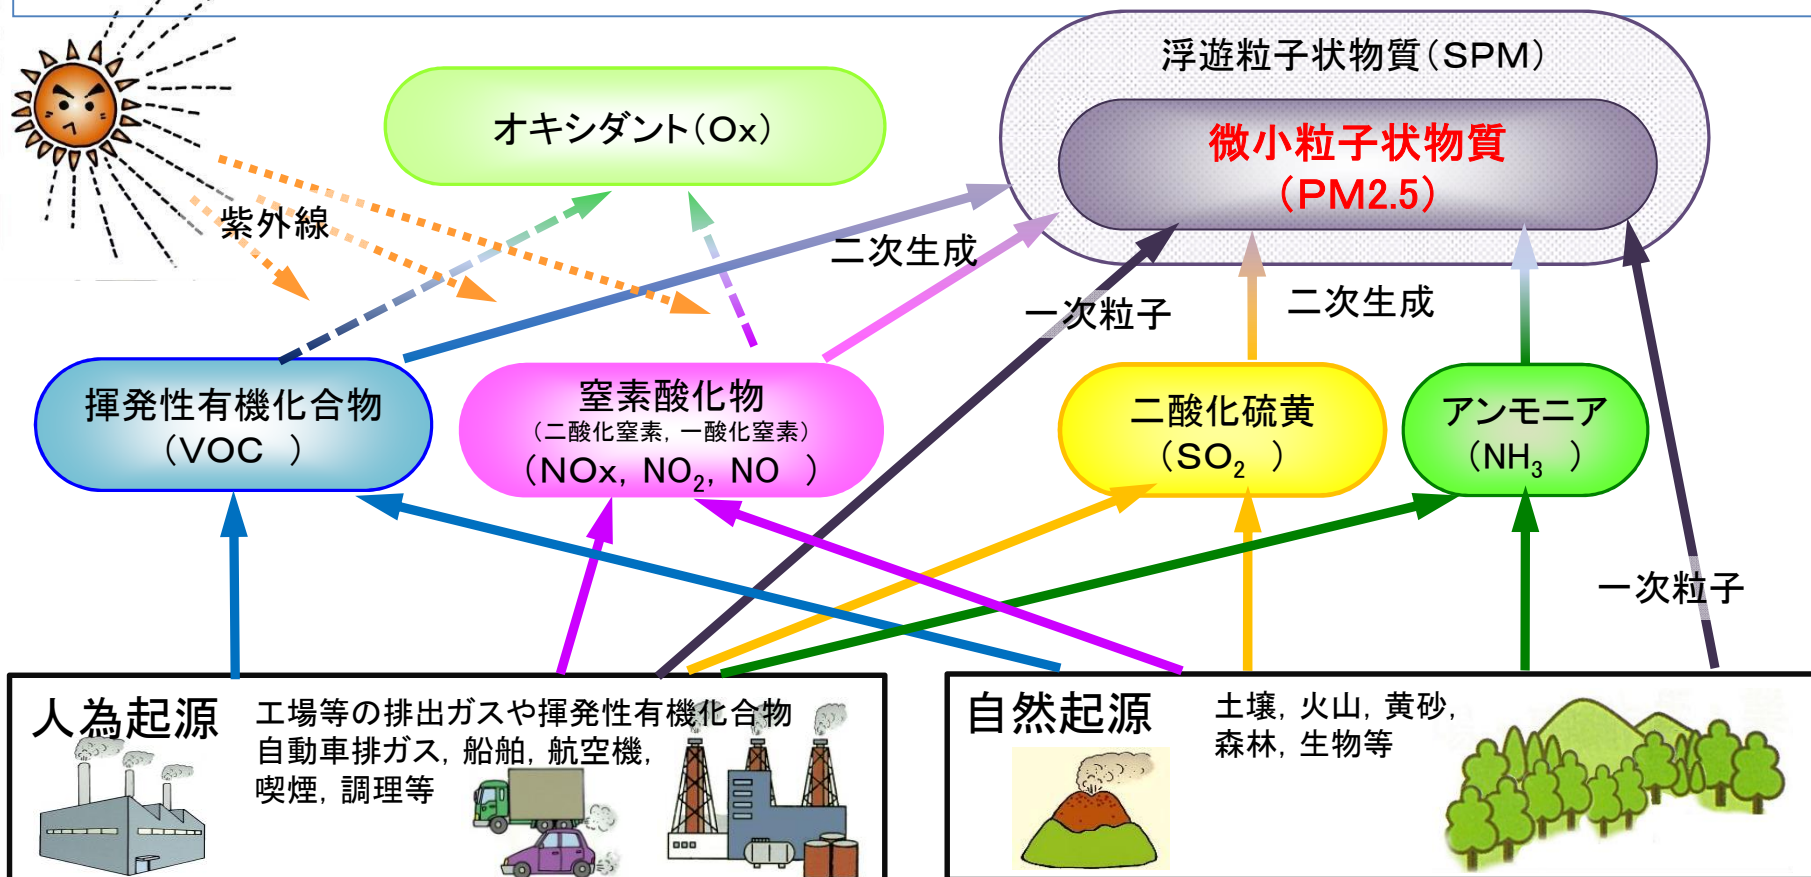 浮遊粒子状物質(SPM)
オキシダント(Ox)
微小粒子状物質
(PM2.5)
紫外線
二次生成
一次粒子
二次生成
揮発性有機化合物
(VOC )
窒素酸化物
(二酸化窒素, 一酸化窒素)
(NOx, NO₂, NO )
二酸化硫黄
(SO₂ )
アンモニア
(NH₃ )
一次粒子
人為起源
工場等の排出ガスや揮発性有機化合物
自動車排ガス, 船舶, 航空機,
喫煙, 調理等
自然起源
土壌, 火山, 黄砂,
森林, 生物等